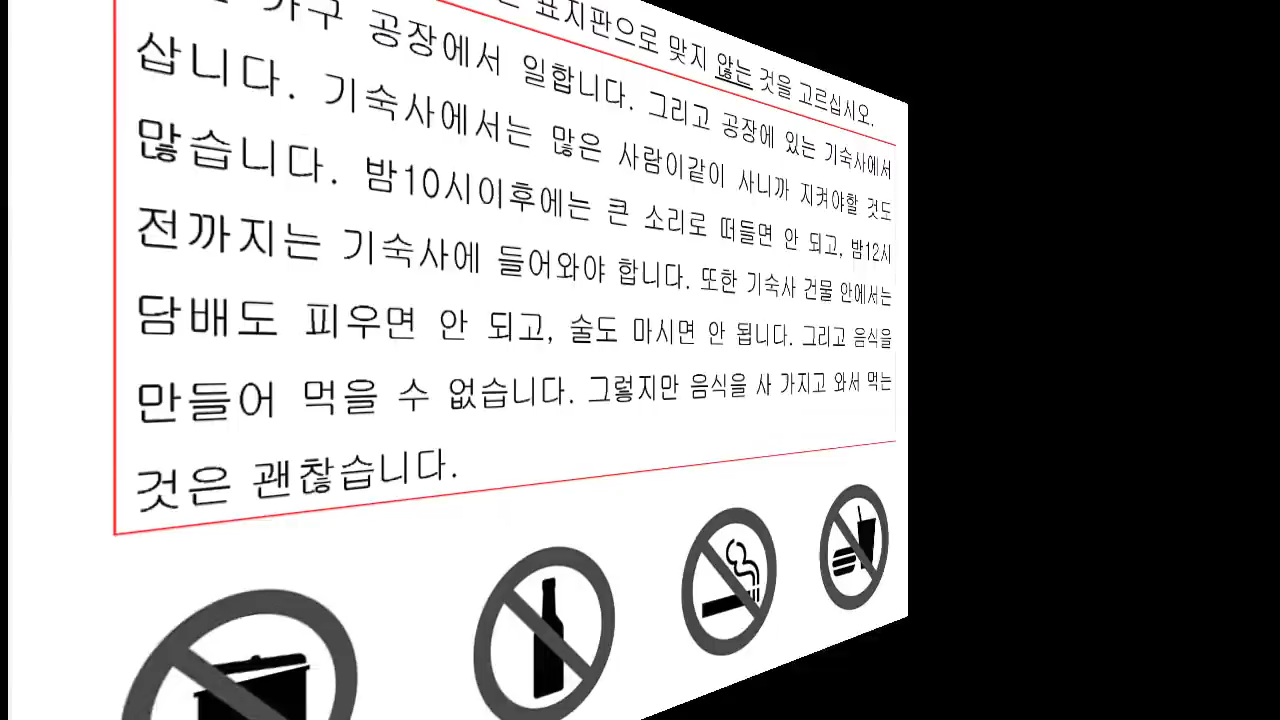 표지판으로 맞지 않는 것을 고르십시오.
가구 공장에서 일합니다. 그리고 공장에 있는 기숙사에서
삽니다. 기숙사에서는 많은 사람이같이 사니까 지켜야할 것도
많습니다. 밤10시이후에는 큰 소리로 떠들면 안 되고, 밤12시
전까지는 기숙사에 들어와야 합니다. 또한 기숙사 건물 안에서는
담배도 피우면 안 되고, 술도 마시면 안 됩니다. 그리고 음식을
만들어 먹을 수 없습니다. 그렇지만 음식을 사 가지고 와서 먹는
것은 괜찮습니다.